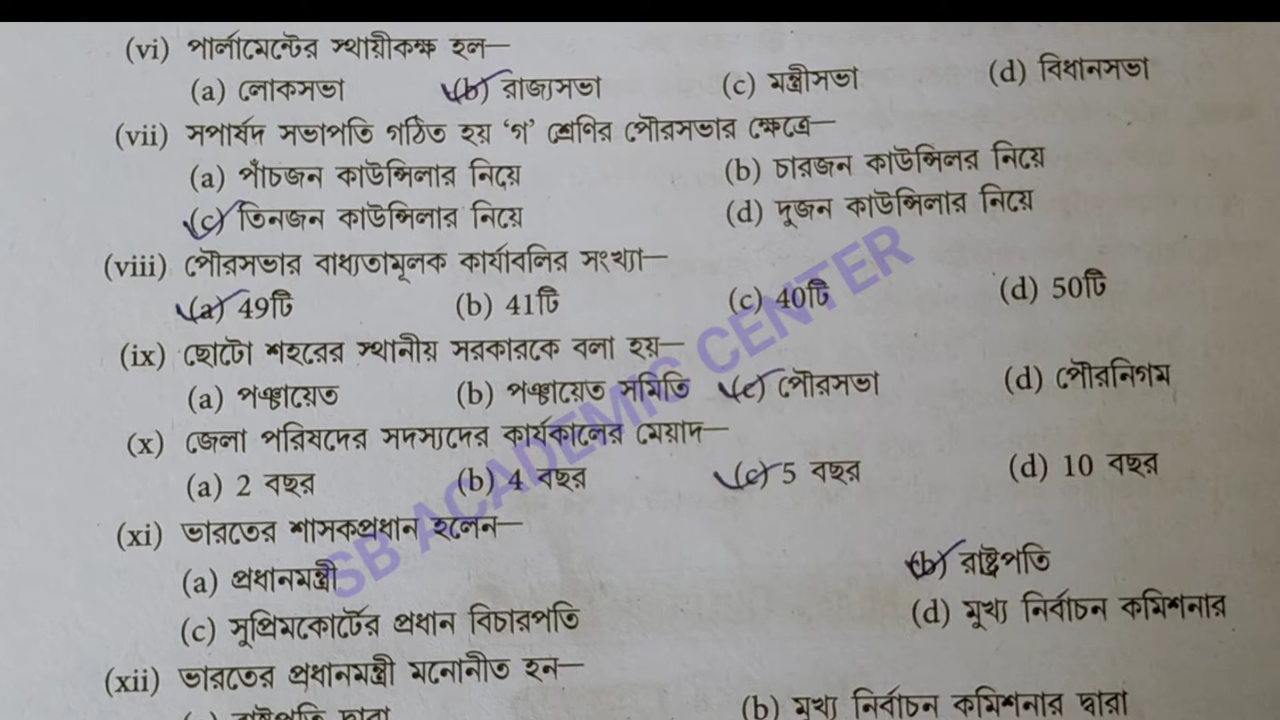 (vi) পার্লামেন্টের স্থায়ীকক্ষ হল—
(a) লোকসভা (b) রাজ্যসভা (c) মন্ত্রীসভা (d) বিধানসভা
(vii) সপার্ষদ সভাপতি গঠিত হয় ‘গ’ শ্রেণির পৌরসভার ক্ষেত্রে—
(a) পাঁচজন কাউন্সিলার নিয়ে (b) চারজন কাউন্সিলর নিয়ে
(c) তিনজন কাউন্সিলার নিয়ে (d) দুজন কাউন্সিলার নিয়ে
(viii) পৌরসভার বাধ্যতামূলক কার্যাবলির সংখ্যা—
(a) 49টি (b) 41টি (c) 40টি (d) 50টি
(ix) ছোটো শহরের স্থানীয় সরকারকে বলা হয়—
(a) পঞ্চায়েত (b) পঞ্চায়েত সমিতি (c) পৌরসভা (d) পৌরনিগম
(x) জেলা পরিষদের সদস্যদের কার্যকালের মেয়াদ—
(a) 2 বছর (b) 4 বছর (c) 5 বছর (d) 10 বছর
(xi) ভারতের শাসকপ্রধান হলেন—
(a) প্রধানমন্ত্রী (b) রাষ্ট্রপতি
(c) সুপ্রিমকোর্টের প্রধান বিচারপতি (d) মুখ্য নির্বাচন কমিশনার
(xii) ভারতের প্রধানমন্ত্রী মনোনীত হন—
(b) মুখ্য নির্বাচন কমিশনার দ্বারা
SB ACADEMIC CENTER